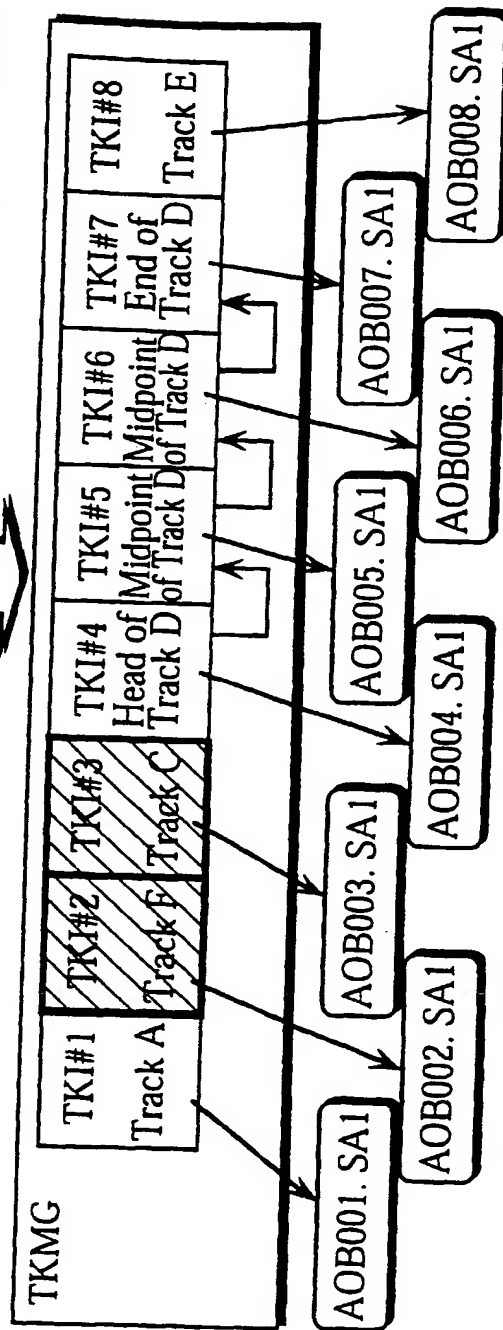 TKMG
TKI#1
Track A
TKI#2
Track F
TKI#3
Track C
TKI#4
Head of
Track D
TKI#5
Midpoint
of Track D
TKI#6
Midpoint
of Track D
TKI#7
End of
Track D
TKI#8
Track E
AOB001. SA1
AOB002. SA1
AOB003. SA1
AOB004. SA1
AOB005. SA1
AOB006. SA1
AOB007. SA1
AOB008. SA1